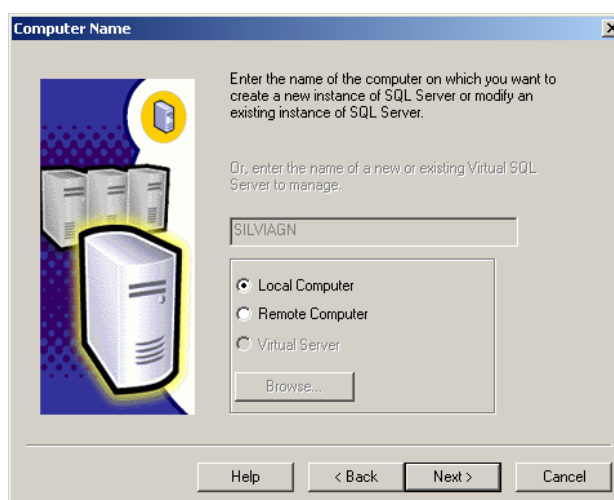 Computer Name
Enter the name of the computer on which you want to
create a new instance of SQL Server or modify an
existing instance of SQL Server.
Or, enter the name of a new or existing Virtual SQL
Server to manage.
SILVIAGN
Local Computer
Remote Computer
Virtual Server
Browse...
Help
< Back
Next >
Cancel